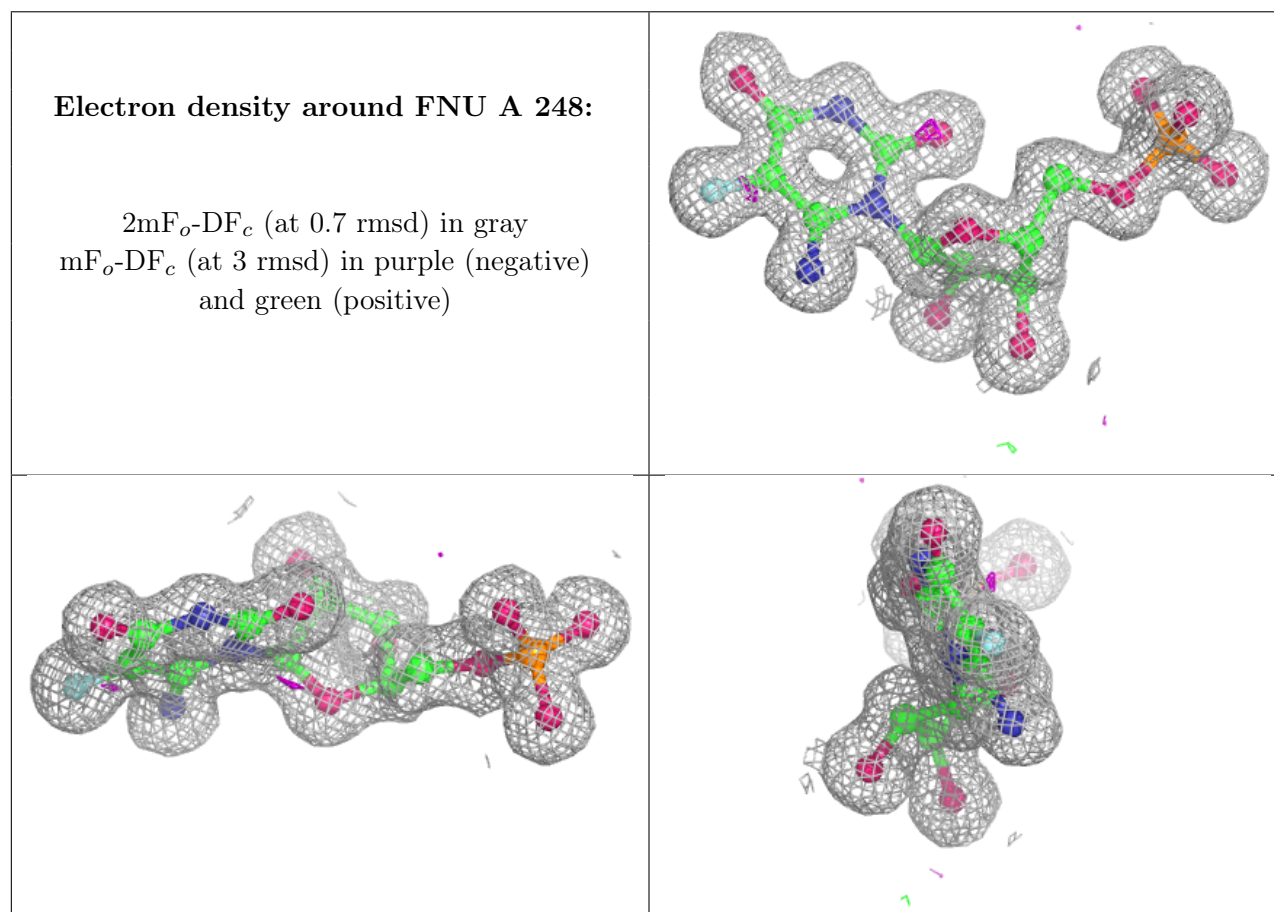 Electron density around FNU A 248:
2mFo-DFc (at 0.7 rmsd) in gray
mFo-DFc (at 3 rmsd) in purple (negative)
and green (positive)